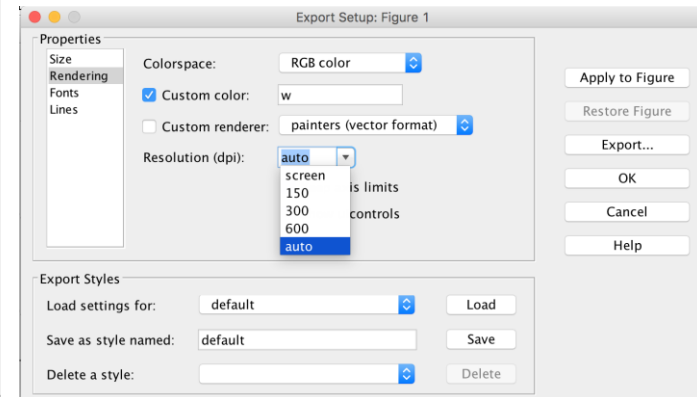 Export Setup: Figure 1
Properties
Size
Rendering
Fonts
Lines
Colorspace: RGB color
Custom color: w
Custom renderer: painters (vector format)
Resolution (dpi): auto
screen
150
300
600
auto
is limits
controls
Apply to Figure
Restore Figure
Export...
OK
Cancel
Help
Export Styles
Load settings for: default Load
Save as style named: default Save
Delete a style: Delete